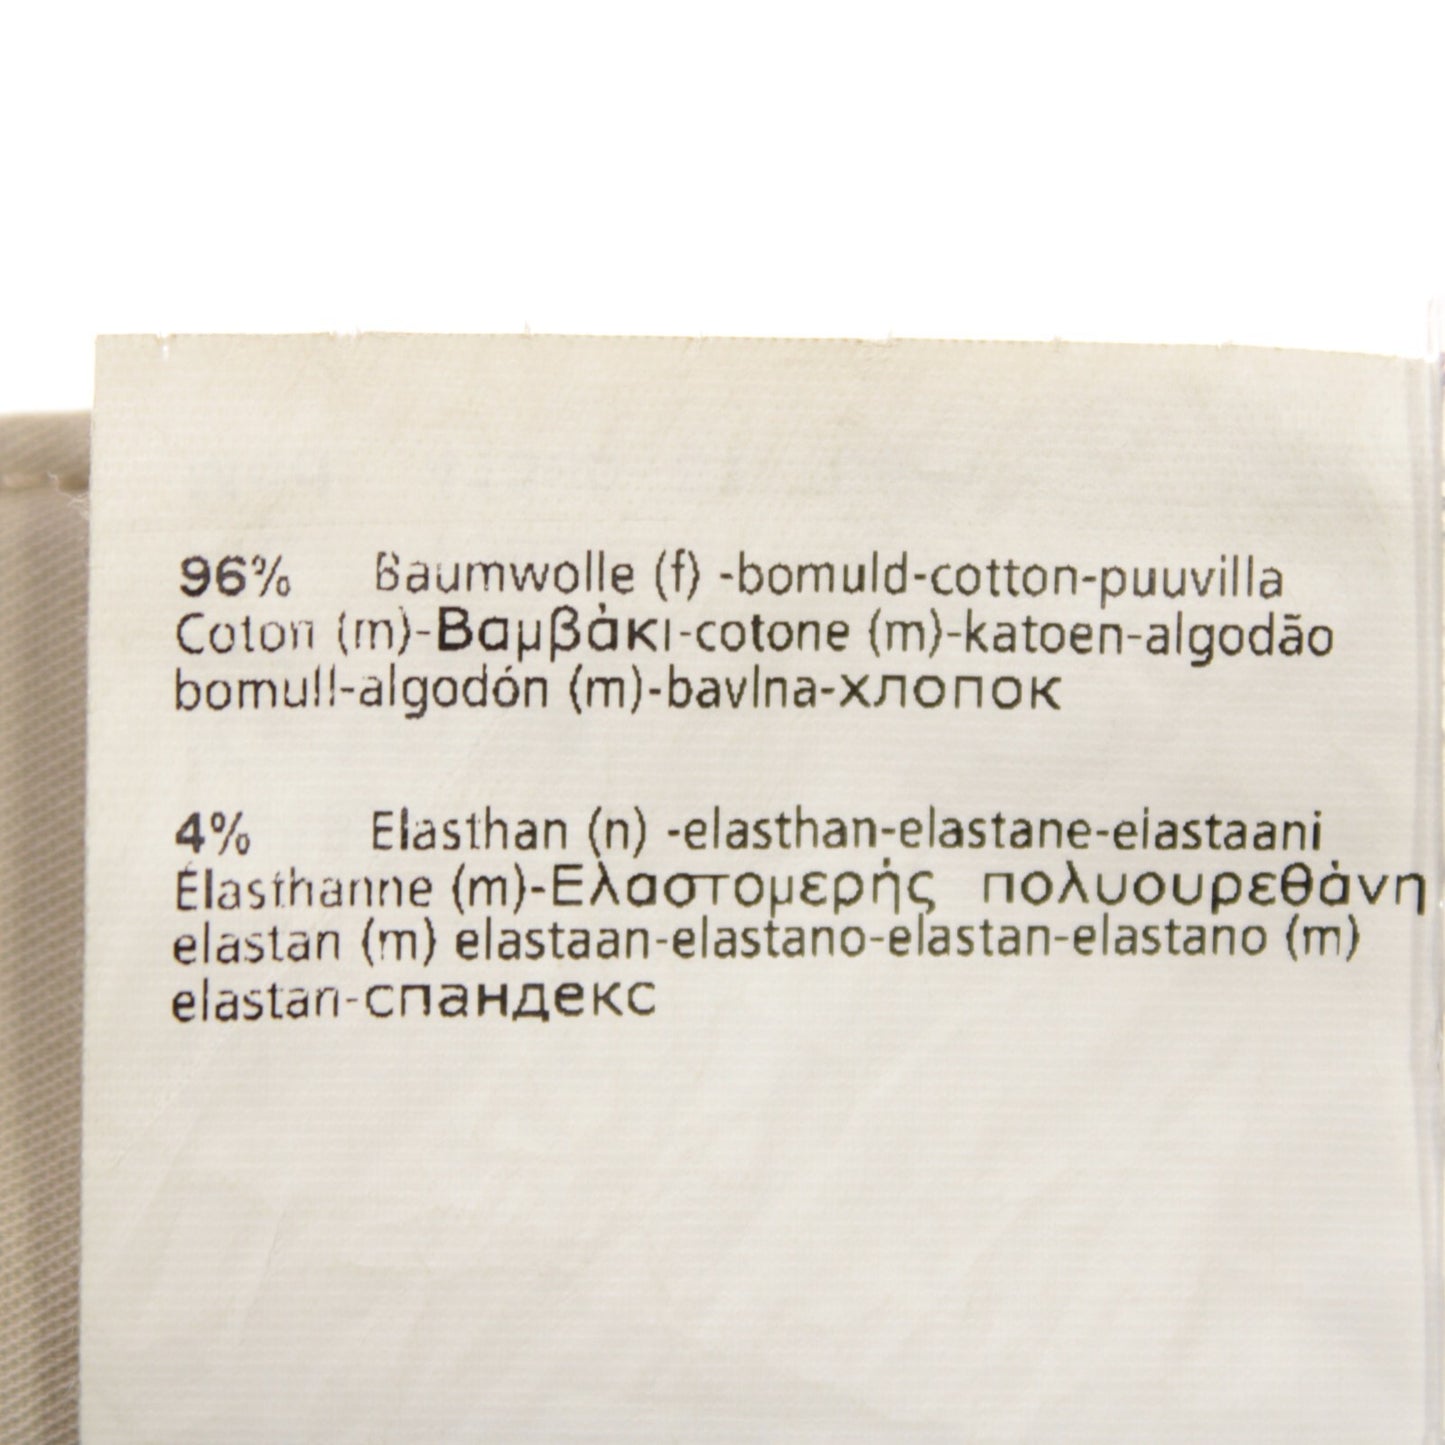 96% Baumwolle (f) -bomuld-cotton-puuvilla
Coton (m)-Βαμβάκι-cotone (m)-katoen-algodão
bomull-algodón (m)-bavlna-хлопок
4% Elasthan (n) -elasthan-elastane-elastaani
Élasthanne (m)-Ελαστομερής πολυουρεθάνη
elastan (m) elastaan-elastano-elastan-elastano (m)
elastan-спандекс